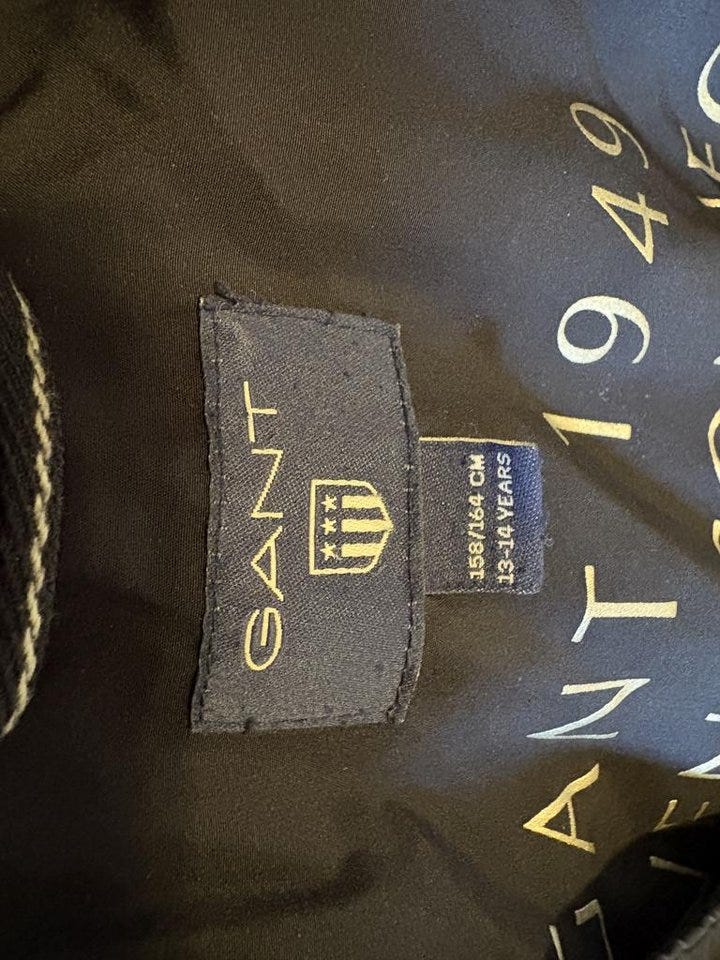 GANT
158/164 CM
13-14 YEARS
GANT 1949